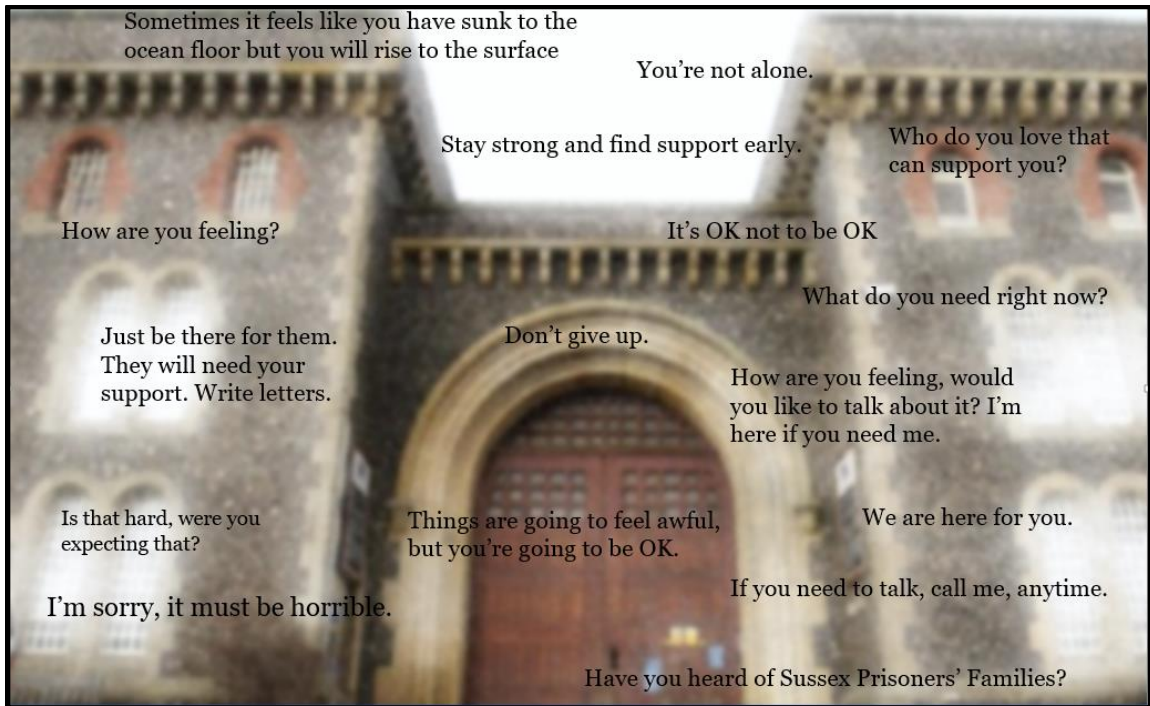 Sometimes it feels like you have sunk to the
ocean floor but you will rise to the surface
You’re not alone.
Stay strong and find support early.
Who do you love that
can support you?
How are you feeling?
It’s OK not to be OK
What do you need right now?
Just be there for them.
They will need your
support. Write letters.
Don’t give up.
How are you feeling, would
you like to talk about it? I’m
here if you need me.
Is that hard, were you
expecting that?
Things are going to feel awful,
but you’re going to be OK.
We are here for you.
If you need to talk, call me, anytime.
I’m sorry, it must be horrible.
Have you heard of Sussex Prisoners’ Families?